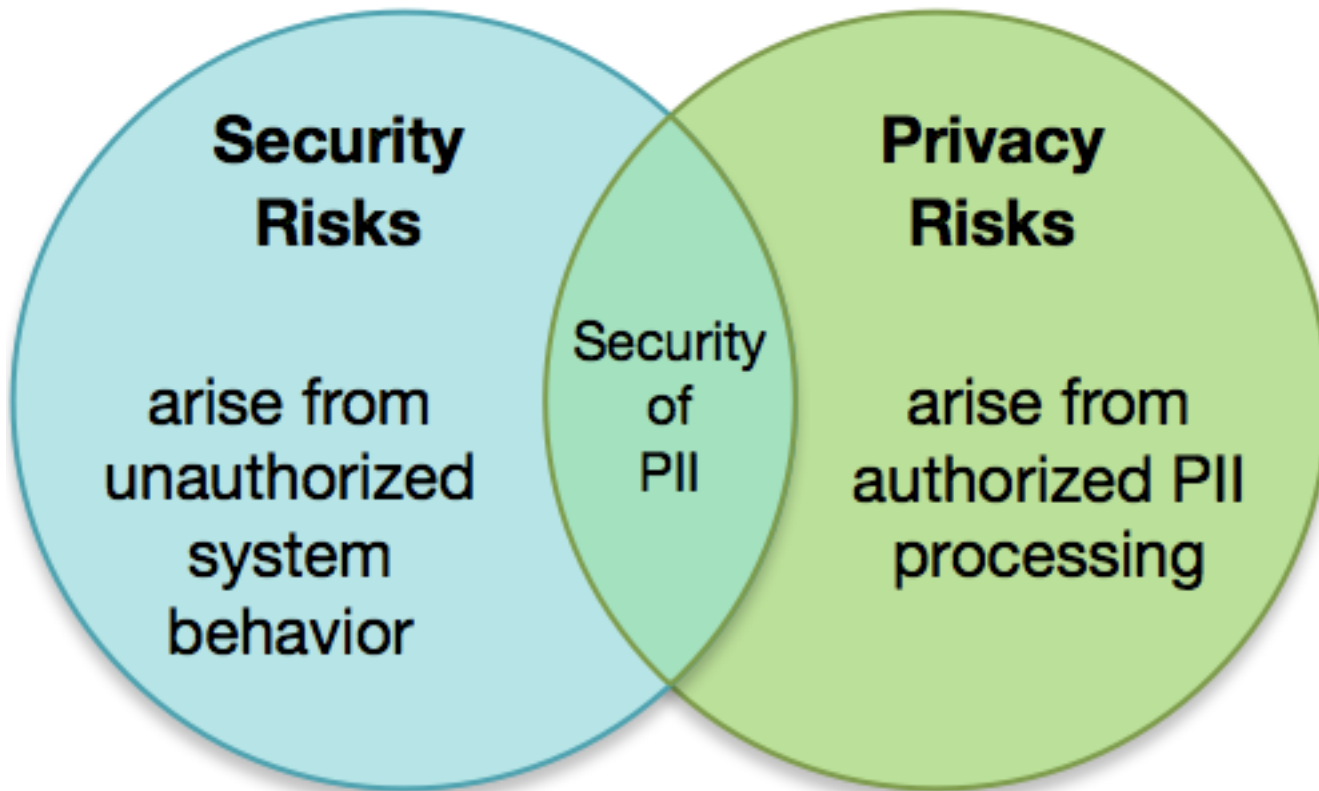 Security
Risks
arise from
unauthorized
system
behavior
Security
of
PII
Privacy
Risks
arise from
authorized PII
processing